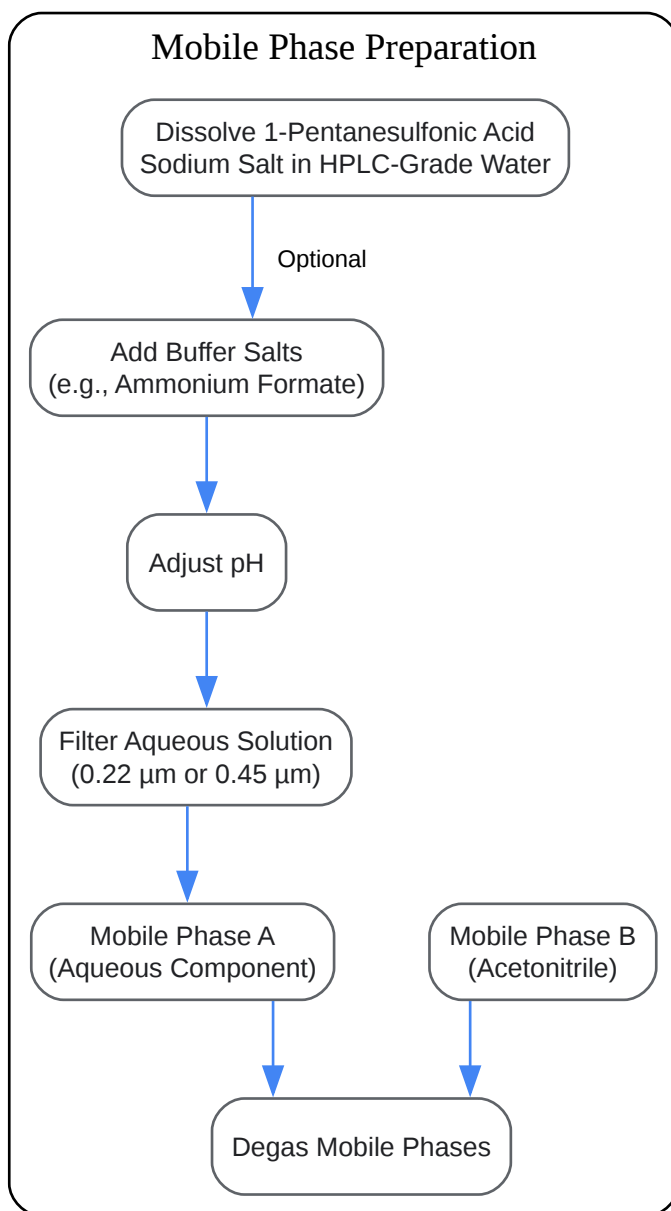 Mobile Phase Preparation
Dissolve 1-Pentanesulfonic Acid
Sodium Salt in HPLC-Grade Water
Optional
Add Buffer Salts
(e.g., Ammonium Formate)
Adjust pH
Filter Aqueous Solution
(0.22 µm or 0.45 µm)
Mobile Phase A
(Aqueous Component)
Mobile Phase B
(Acetonitrile)
Degas Mobile Phases